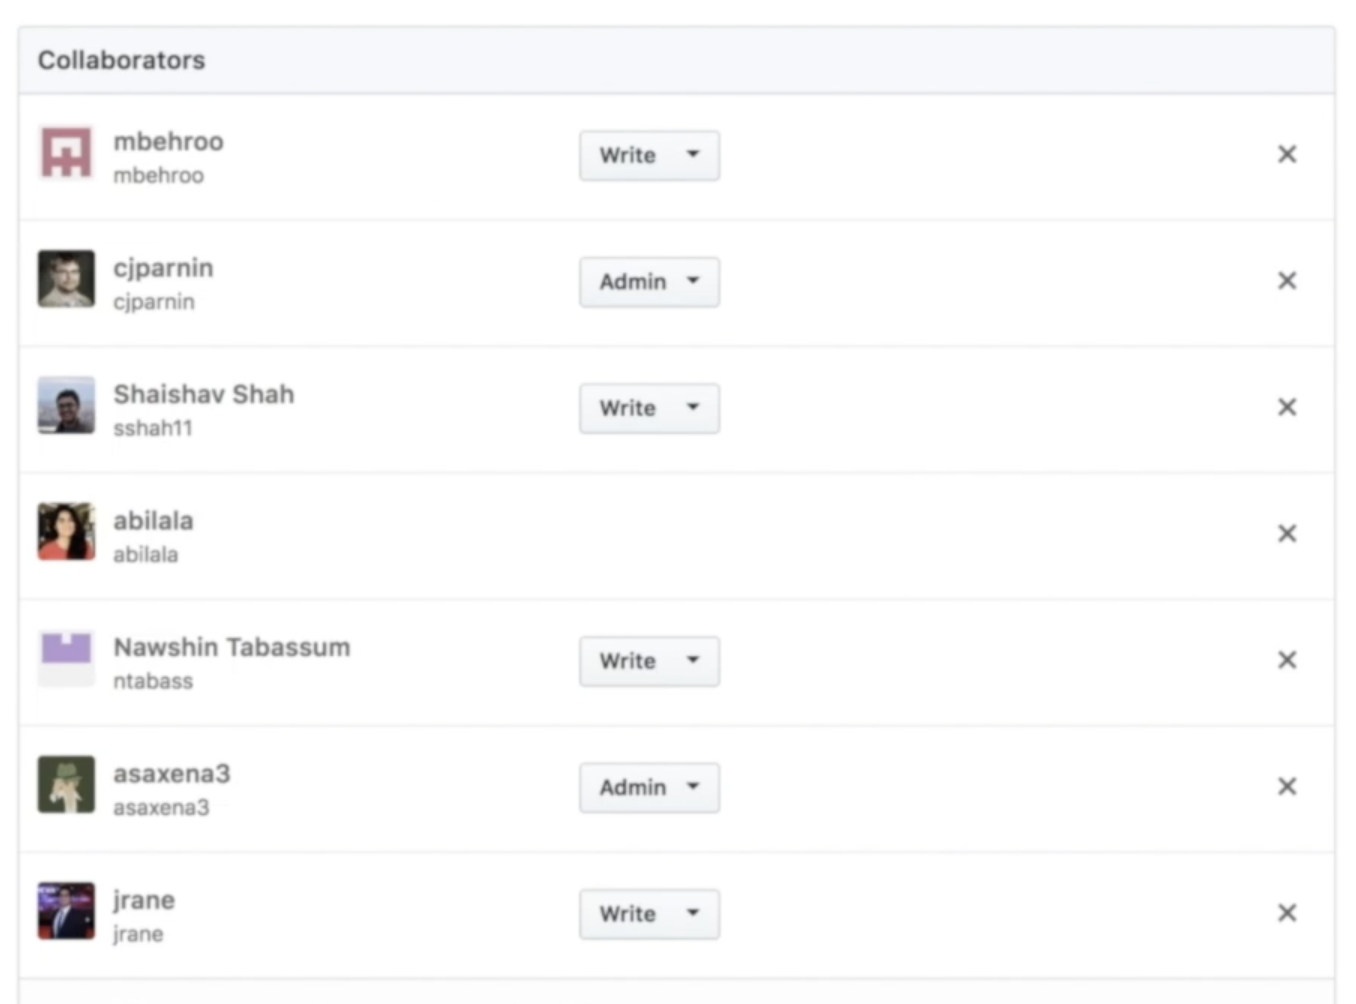 Collaborators
mbehroo
mbehroo
Write
cjparnin
cjparnin
Admin
Shaishav Shah
sshah11
Write
abilala
abilala
Nawshin Tabassum
ntabass
Write
asaxena3
asaxena3
Admin
jrane
jrane
Write